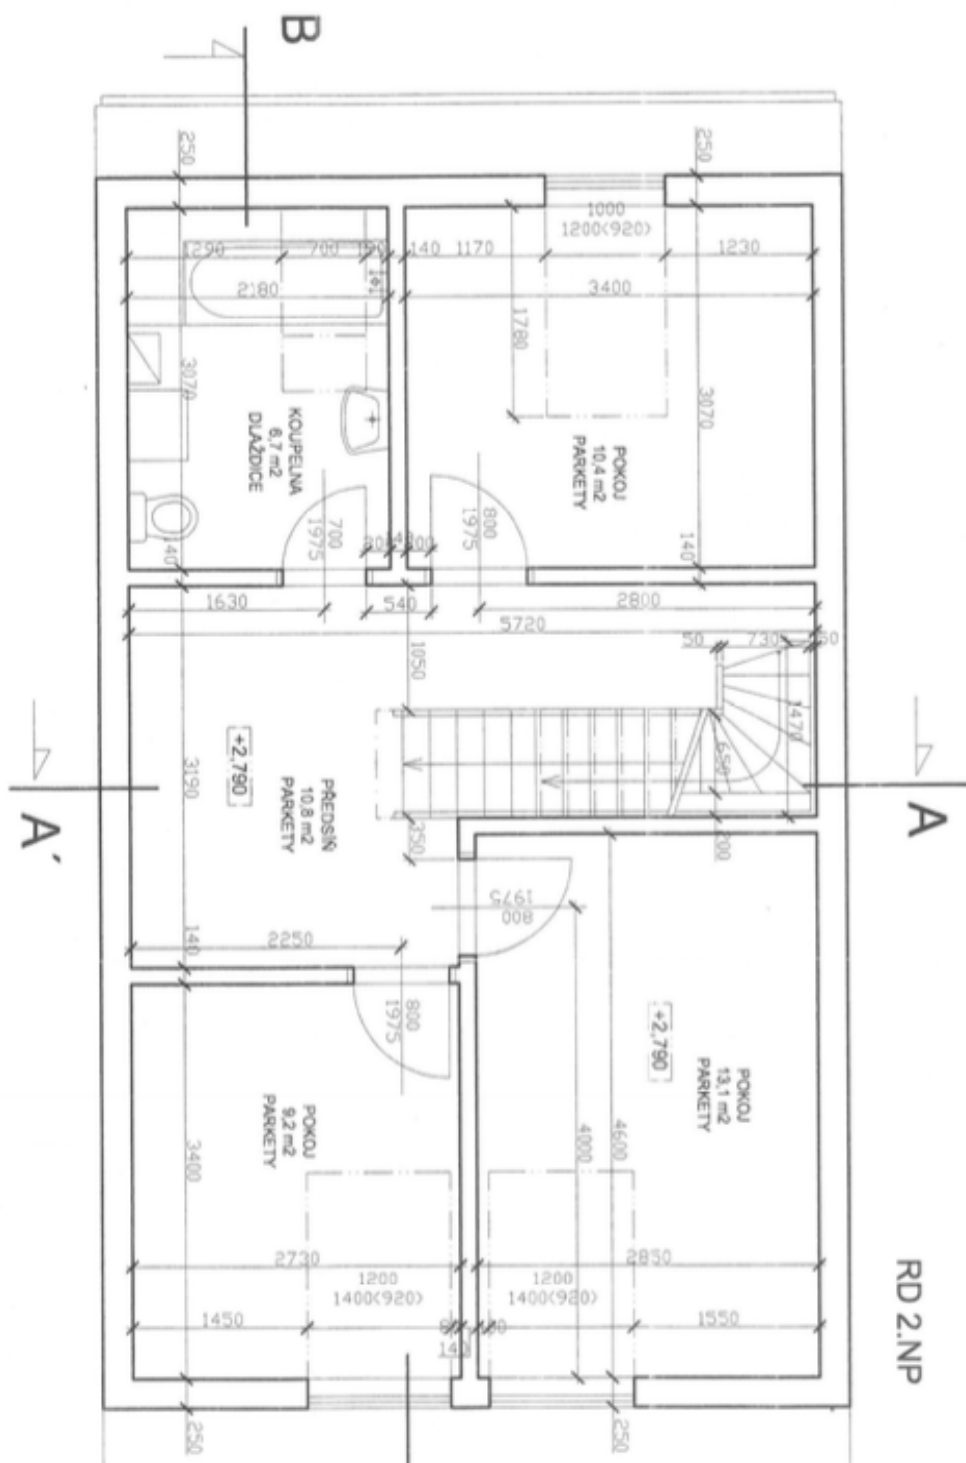 B
250
250
1000
1200(920)
1290
700
190
140
1170
1230
2180
3400
1780
3070
3070
KOUPELNA
6,7 m2
DLAŽDICE
POKOJ
10,4 m2
PARKETY
700
1975
800
1975
140
140
1630
540
2800
5720
1050
50
730
1470
650
+2,790
3190
PŘEDSÍŇ
10,8 m2
PARKETY
A´
A
350
200
800
1975
140
2250
800
1975
+2,790
POKOJ
13,1 m2
PARKETY
POKOJ
9,2 m2
PARKETY
3400
4000
4600
2730
2850
1200
1400(920)
1200
1400(920)
1450
140
1550
RD 2.NP
250
250